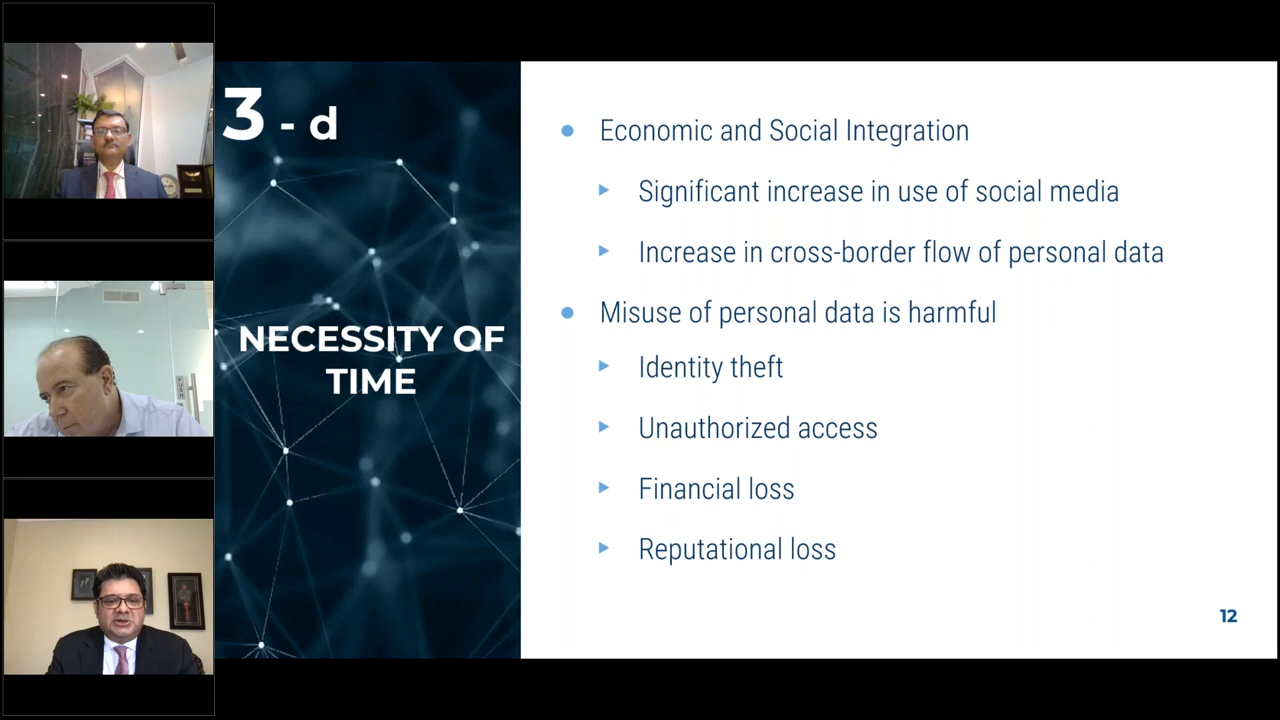 3 - d
NECESSITY OF
TIME
Economic and Social Integration
Significant increase in use of social media
Increase in cross-border flow of personal data
Misuse of personal data is harmful
Identity theft
Unauthorized access
Financial loss
Reputational loss
12